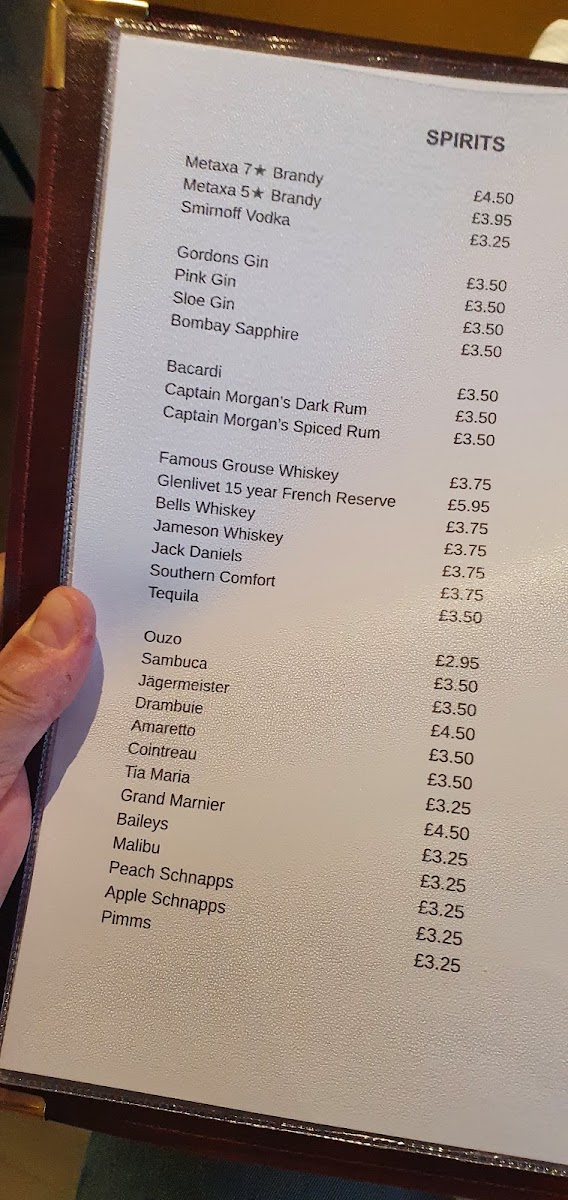 SPIRITS
Metaxa 7★ Brandy £4.50
Metaxa 5★ Brandy £3.95
Smirnoff Vodka £3.25
Gordons Gin £3.50
Pink Gin £3.50
Sloe Gin £3.50
Bombay Sapphire £3.50
Bacardi £3.50
Captain Morgan's Dark Rum £3.50
Captain Morgan's Spiced Rum £3.50
Famous Grouse Whiskey £3.75
Glenlivet 15 year French Reserve £5.95
Bells Whiskey £3.75
Jameson Whiskey £3.75
Jack Daniels £3.75
Southern Comfort £3.75
Tequila £3.50
Ouzo £2.95
Sambuca £3.50
Jägermeister £3.50
Drambuie £4.50
Amaretto £3.50
Cointreau £3.50
Tia Maria £3.25
Grand Marnier £4.50
Baileys £3.25
Malibu £3.25
Peach Schnapps £3.25
Apple Schnapps £3.25
Pimms £3.25